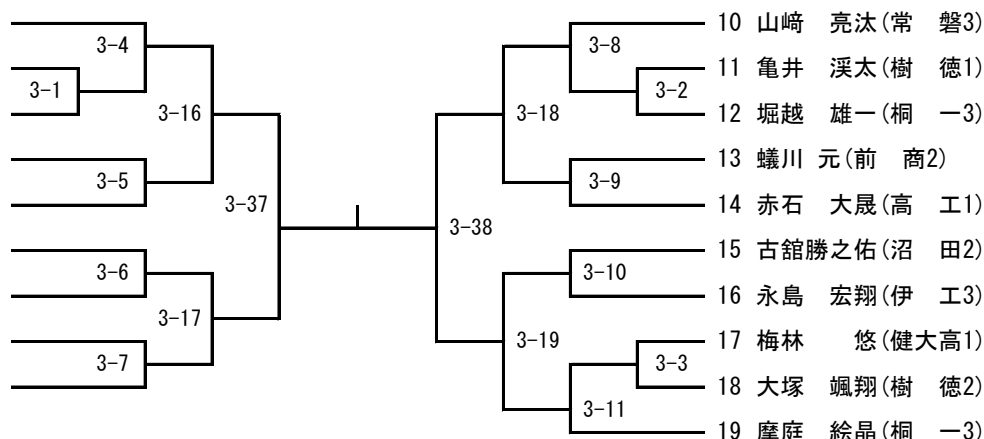 3-4
3-1
3-16
3-5
3-37
3-6
3-17
3-7
3-8
3-2
3-18
3-9
3-38
3-10
3-19
3-3
3-11
10 山﨑 亮汰(常 磐3)
11 亀井 渓太(樹 徳1)
12 堀越 雄一(桐 一3)
13 蟻川 元(前 商2)
14 赤石 大晟(高 工1)
15 古舘勝之佑(沼 田2)
16 永島 宏翔(伊 工3)
17 梅林 悠(健大高1)
18 大塚 颯翔(樹 徳2)
19 摩庭 絵晶(桐 一3)